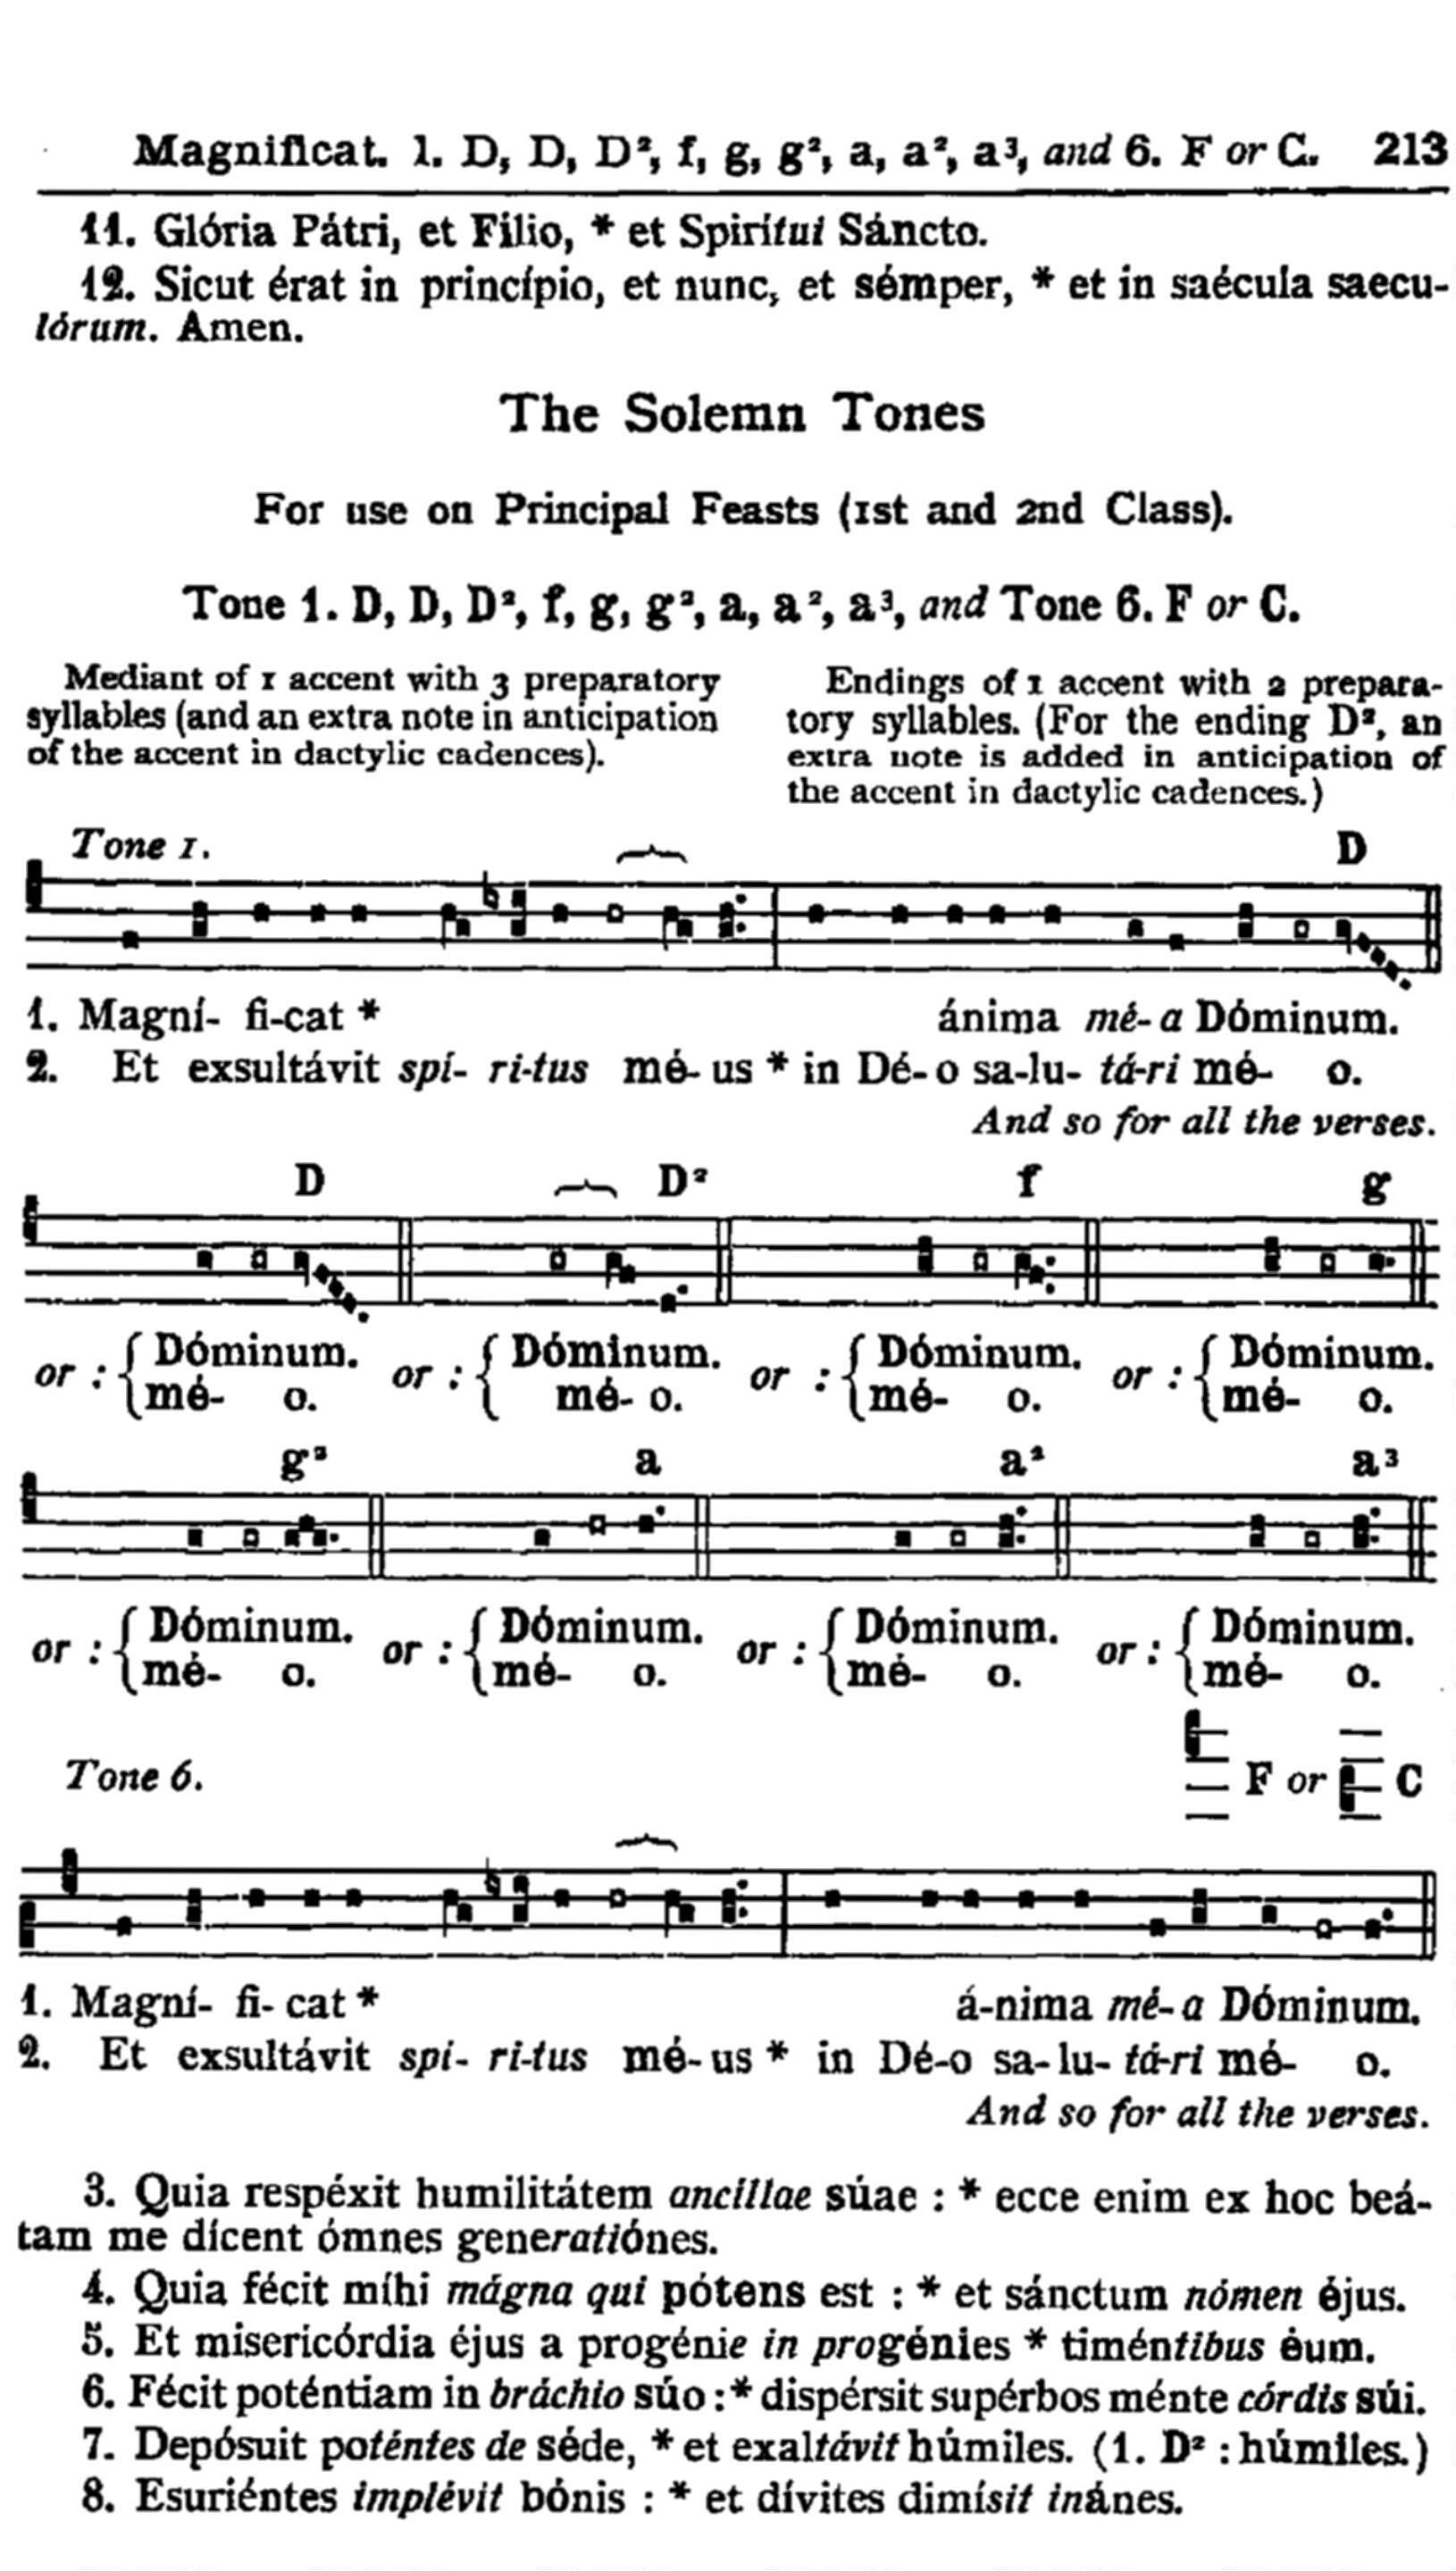 Magnificat. 1. D, D, D², f, g, g², a, a², a³, and 6. F or C. 213
11. Glória Pátri, et Fílio, * et Spirítui Sáncto.
12. Sicut érat in princípio, et nunc, et sémper, * et in saécula saecu-
lórum. Amen.
The Solemn Tones
For use on Principal Feasts (1st and 2nd Class).
Tone 1. D, D, D², f, g, g², a, a², a³, and Tone 6. F or C.
Mediant of 1 accent with 3 preparatory
syllables (and an extra note in anticipation
of the accent in dactylic cadences).
Endings of 1 accent with 2 prepara-
tory syllables. (For the ending D², an
extra note is added in anticipation of
the accent in dactylic cadences.)
Tone 1. D
1. Magní- fi-cat * ánima mé- a Dóminum.
2. Et exsultávit spí- ri-tus mé- us * in Dé- o sa-lu- tá-ri mé- o.
And so for all the verses.
D D² f g
or : Dóminum. or : Dóminum. or : Dóminum. or : Dóminum.
mé- o. mé- o. mé- o. mé- o.
g² a a² a³
or : Dóminum. or : Dóminum. or : Dóminum. or : Dóminum.
mé- o. mé- o. mé- o. mé- o.
Tone 6. F or C
1. Magní- fi- cat * á-nima mé- a Dóminum.
2. Et exsultávit spí- ri-tus mé- us * in Dé-o sa- lu- tá-ri mé- o.
And so for all the verses.
3. Quia respéxit humilitátem ancíllae súae : * ecce enim ex hoc beá-
tam me dícent ómnes generatiónes.
4. Quia fécit míhi mágna qui pótens est : * et sánctum nómen éjus.
5. Et misericórdia éjus a progénie in progénies * timéntibus éum.
6. Fécit poténtiam in bráchio súo : * dispérsit supérbos ménte córdis súi.
7. Depósuit poténtes de séde, * et exaltávit húmiles. (1. D² : húmiles.)
8. Esuriéntes implévit bónis : * et dívites dimísit inánes.